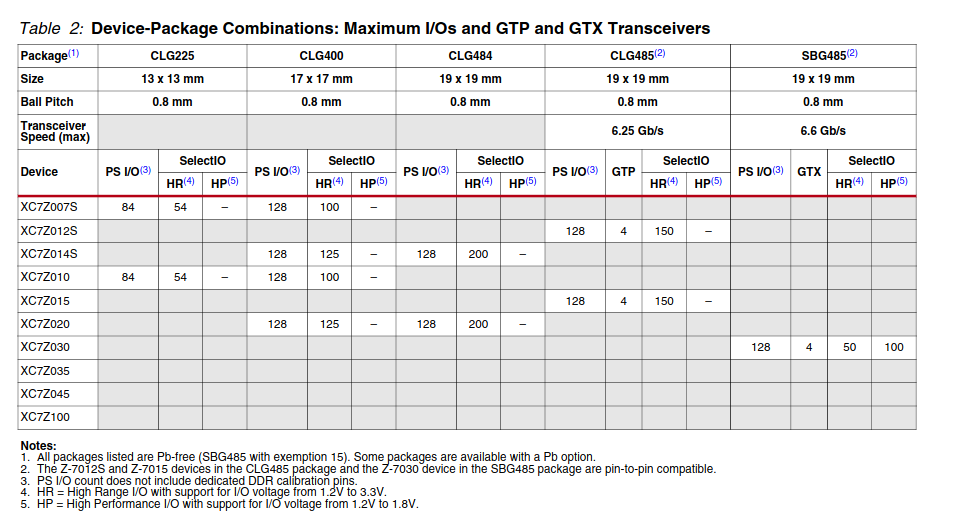 Table 2: Device-Package Combinations: Maximum I/Os and GTP and GTX Transceivers
Package(1) CLG225 CLG400 CLG484 CLG485(2) SBG485(2)
Size 13 x 13 mm 17 x 17 mm 19 x 19 mm 19 x 19 mm 19 x 19 mm
Ball Pitch 0.8 mm 0.8 mm 0.8 mm 0.8 mm 0.8 mm
Transceiver
Speed (max) 6.25 Gb/s 6.6 Gb/s
Device PS I/O(3) SelectIO PS I/O(3) SelectIO PS I/O(3) SelectIO PS I/O(3) GTP SelectIO PS I/O(3) GTX SelectIO
HR(4) HP(5) HR(4) HP(5) HR(4) HP(5) HR(4) HP(5) HR(4) HP(5)
XC7Z007S 84 54 – 128 100 –
XC7Z012S 128 4 150 –
XC7Z014S 128 125 – 128 200 –
XC7Z010 84 54 – 128 100 –
XC7Z015 128 4 150 –
XC7Z020 128 125 – 128 200 –
XC7Z030 128 4 50 100
XC7Z035
XC7Z045
XC7Z100
Notes:
1. All packages listed are Pb-free (SBG485 with exemption 15). Some packages are available with a Pb option.
2. The Z-7012S and Z-7015 devices in the CLG485 package and the Z-7030 device in the SBG485 package are pin-to-pin compatible.
3. PS I/O count does not include dedicated DDR calibration pins.
4. HR = High Range I/O with support for I/O voltage from 1.2V to 3.3V.
5. HP = High Performance I/O with support for I/O voltage from 1.2V to 1.8V.